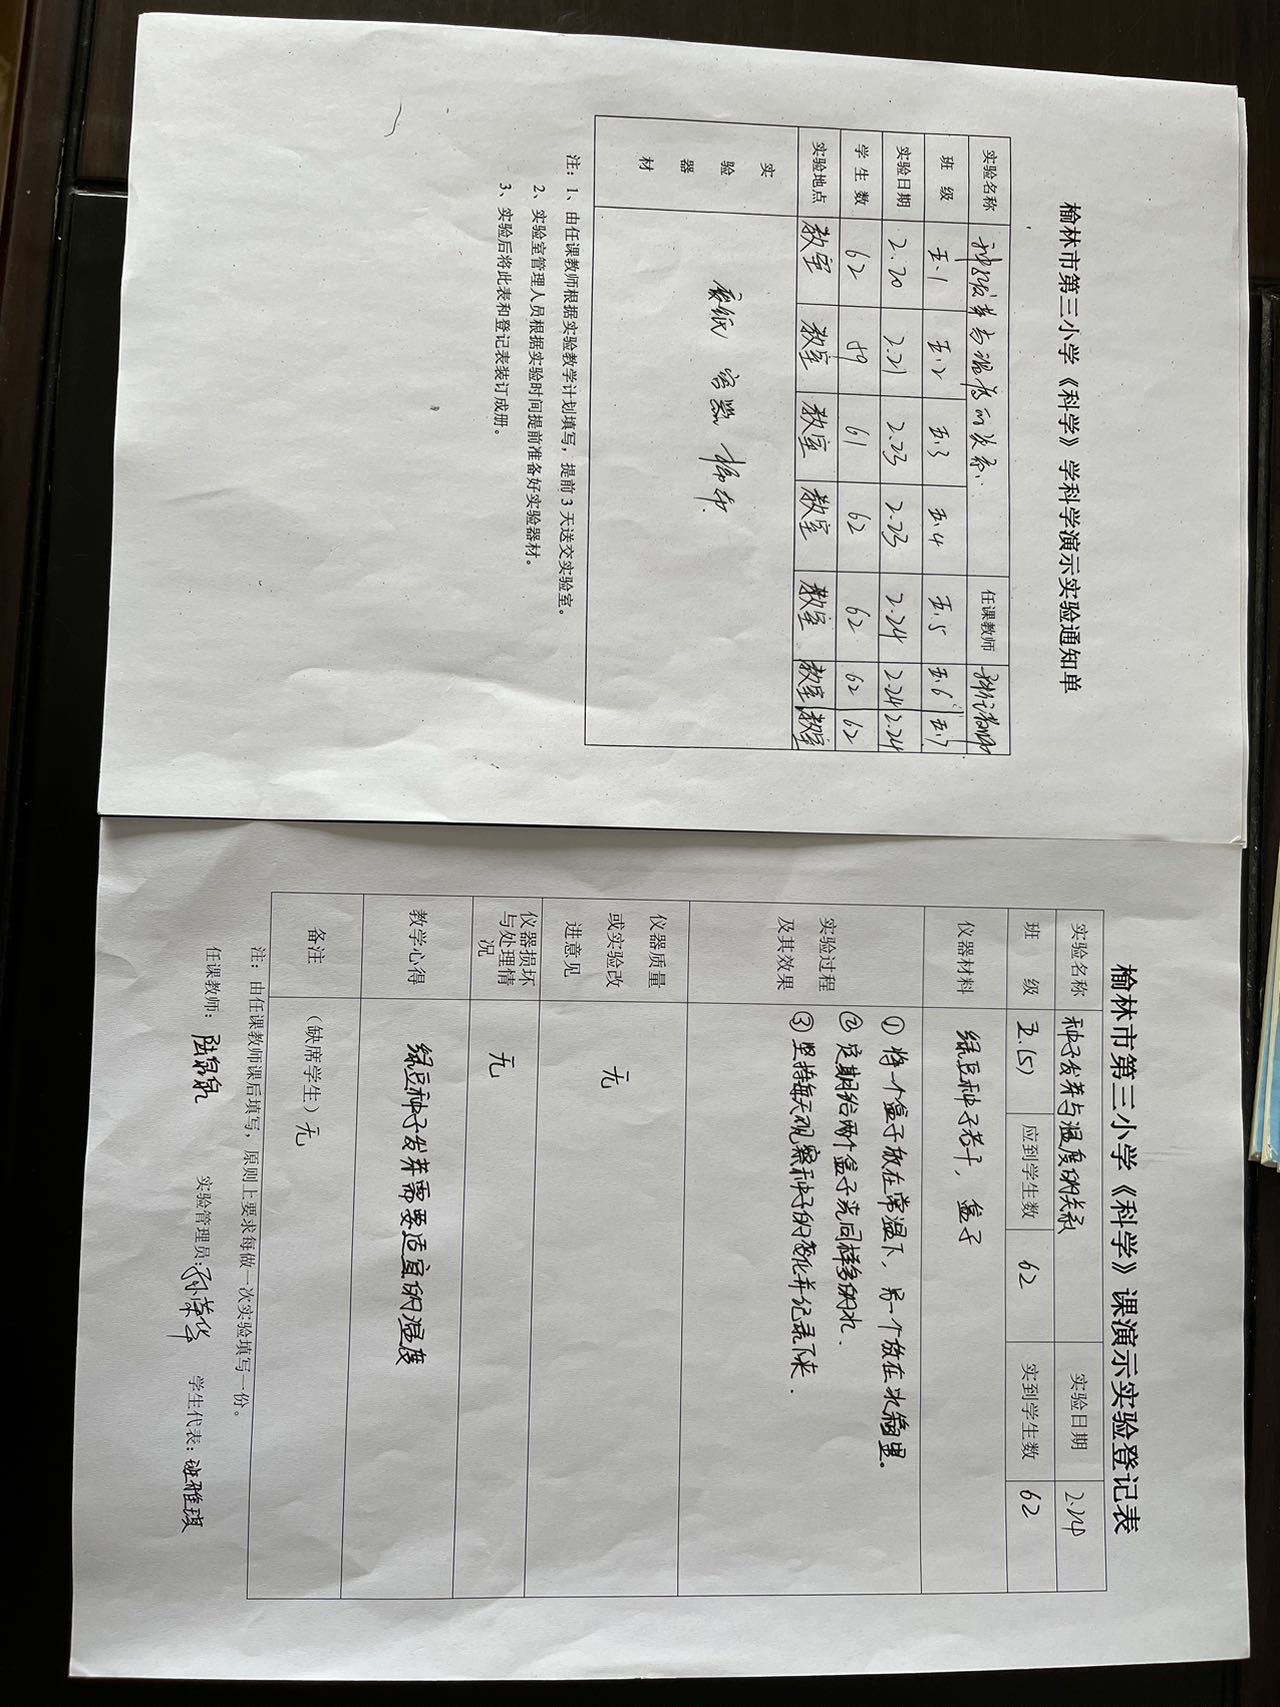 榆林市第三小学《科学》学科学演示实验通知单
实验名称 种子发芽与温度的关系 任课教师
班 级 五.1 五.2 五.3 五.4 五.5 五.6 五.7
实验日期 2.20 2.21 2.23 2.23 2.24 2.24 2.24
学 生 数 62 59 61 62 62 62 62
实验地点 教室 教室 教室 教室 教室 教室 教室
实 验 器 材 容器
注：1、由任课教师根据实验教学计划填写，提前 3 天送交实验室。
2、实验室管理人员根据实验时间提前准备好实验器材。
3、实验后将此表和登记表装订成册。
榆林市第三小学《科学》课演示实验登记表
实验名称 种子发芽与温度的关系 实验日期 2.24
班 级 五.(5) 应到学生数 62 实到学生数 62
仪器材料 绿豆种子若干，盒子
实验过程
及其效果
① 将一个盒子放在常温下，另一个放在冰箱里。
② 定期给两个盒子浇同样多的水.
③ 坚持每天观察种子的变化并记录下来.
仪器质量
或实验改
进意见
无
仪器损坏
与处理情
况
无
教学心得 绿豆种子发芽需要适宜的温度
备注 （缺席学生）无
注：由任课教师课后填写，原则上要求每做一次实验填写一份。
任课教师： 实验管理员:孙荣华 学生代表：班雅琪